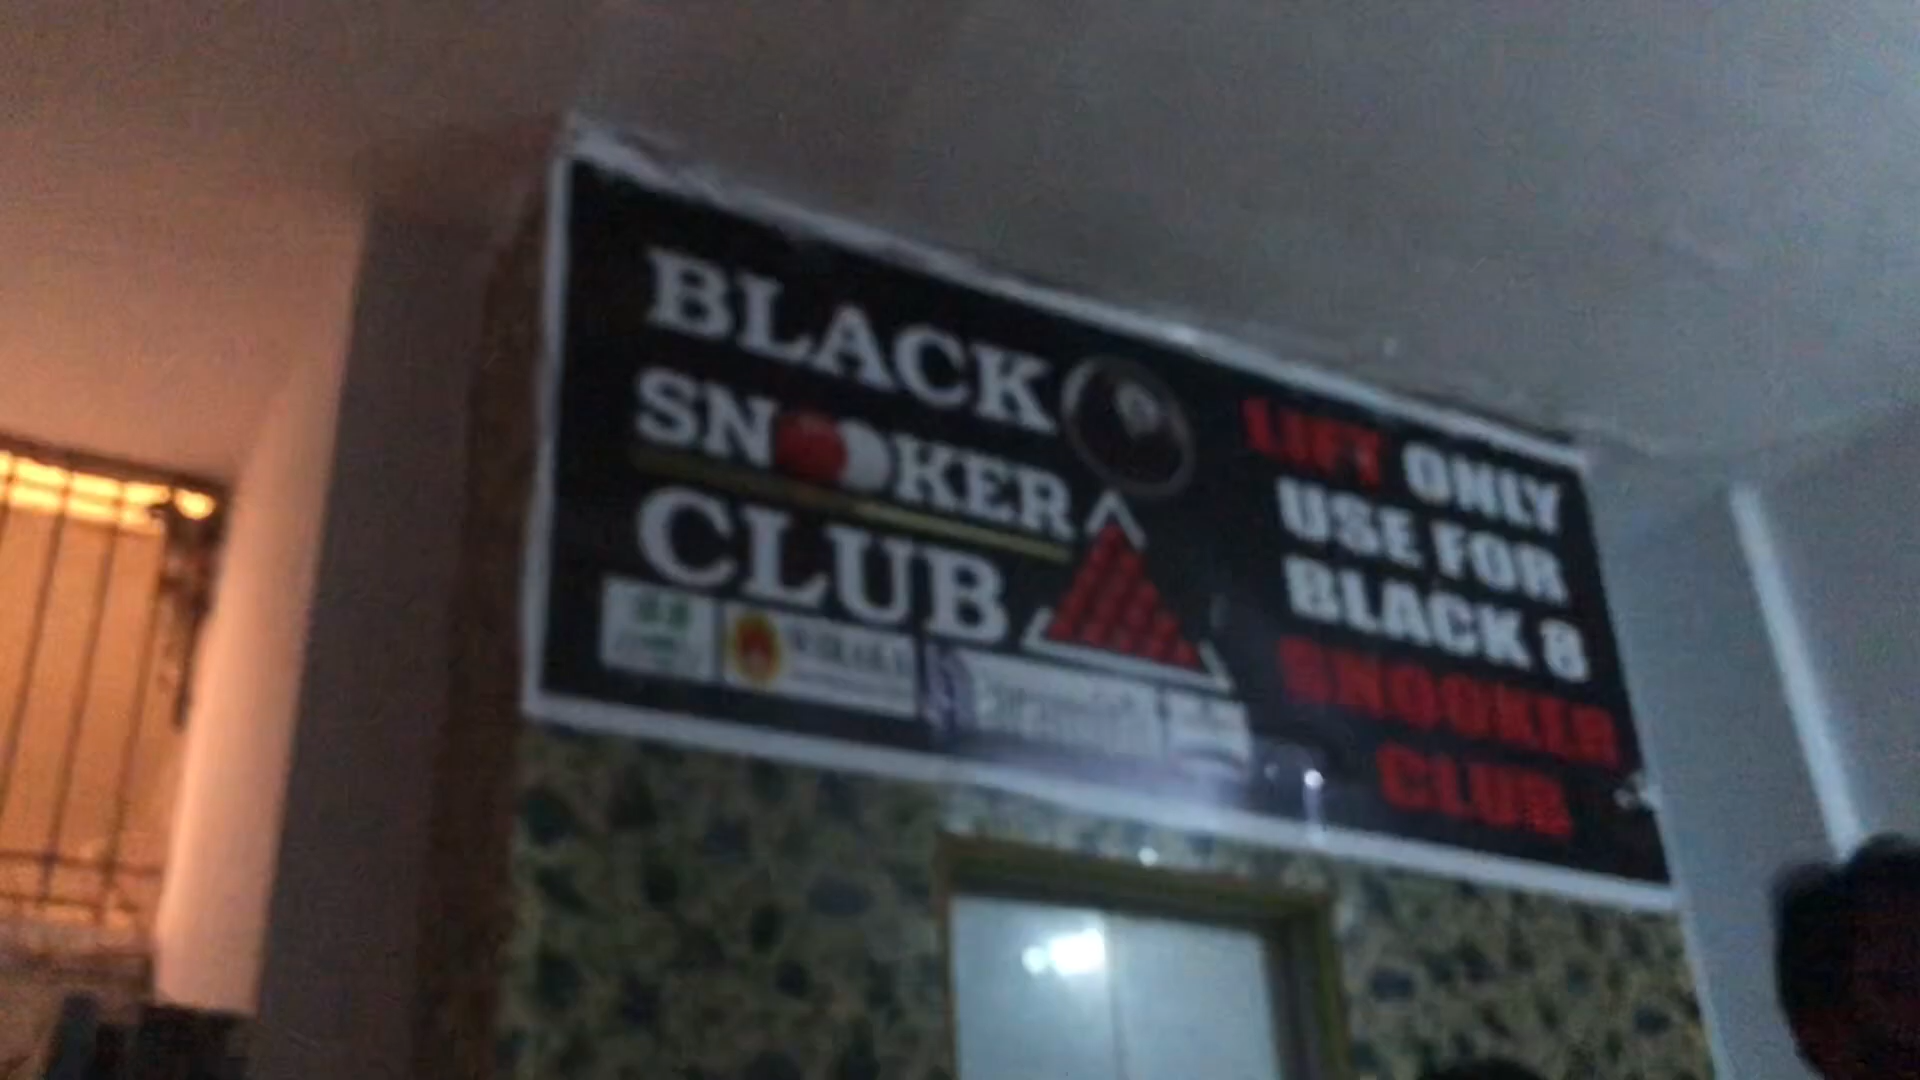 BLACK
SNOOKER
CLUB
LIFT ONLY
USE FOR
BLACK 8
SNOOKER
CLUB